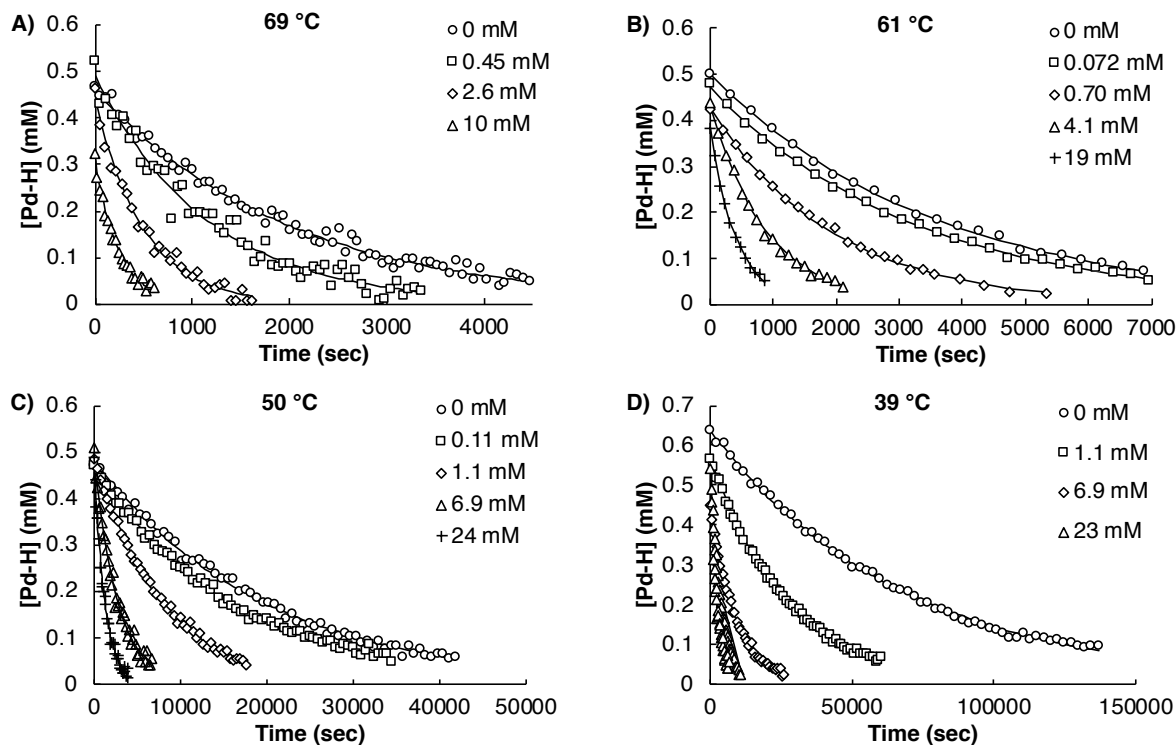 A)
69 °C
[Pd-H] (mM)
0.6
0.5
0.4
0.3
0.2
0.1
0
0 1000 2000 3000 4000
Time (sec)
0 mM
0.45 mM
2.6 mM
10 mM
B)
61 °C
[Pd-H] (mM)
0.6
0.5
0.4
0.3
0.2
0.1
0
0 1000 2000 3000 4000 5000 6000 7000
Time (sec)
0 mM
0.072 mM
0.70 mM
4.1 mM
19 mM
C)
50 °C
[Pd-H] (mM)
0.6
0.5
0.4
0.3
0.2
0.1
0
0 10000 20000 30000 40000 50000
Time (sec)
0 mM
0.11 mM
1.1 mM
6.9 mM
24 mM
D)
39 °C
[Pd-H] (mM)
0.7
0.6
0.5
0.4
0.3
0.2
0.1
0
0 50000 100000 150000
Time (sec)
0 mM
1.1 mM
6.9 mM
23 mM